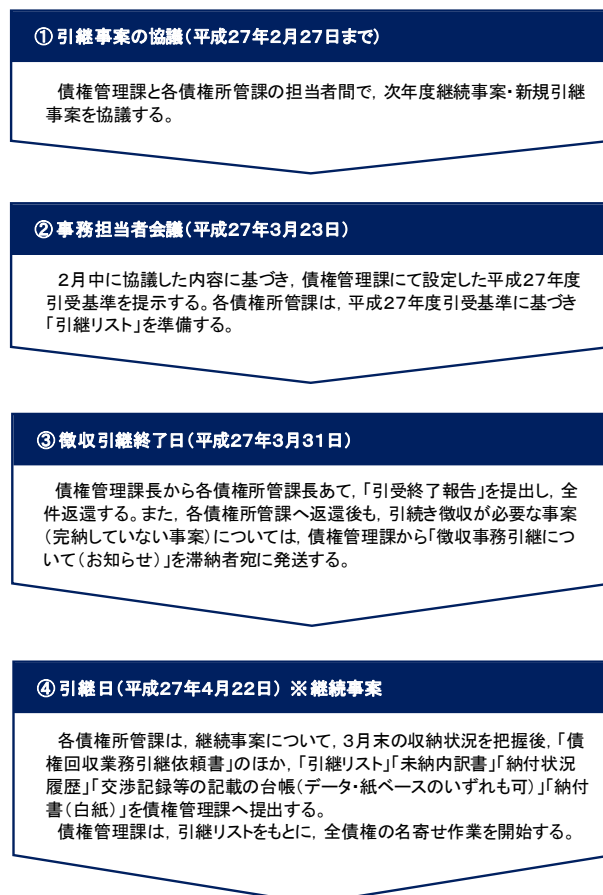 ①引継事案の協議(平成27年2月27日まで)
債権管理課と各債権所管課の担当者間で，次年度継続事案・新規引継
事案を協議する。
②事務担当者会議(平成27年3月23日)
2月中に協議した内容に基づき，債権管理課にて設定した平成27年度
引受基準を提示する。各債権所管課は，平成27年度引受基準に基づき
「引継リスト」を準備する。
③徴収引継終了日(平成27年3月31日)
債権管理課長から各債権所管課長あて，「引受終了報告」を提出し，全
件返還する。また，各債権所管課へ返還後も，引続き徴収が必要な事案
(完納していない事案)については，債権管理課から「徴収事務引継につ
いて(お知らせ)」を滞納者宛に発送する。
④引継日(平成27年4月22日) ※継続事案
各債権所管課は，継続事案について，3月末の収納状況を把握後，「債
権回収業務引継依頼書」のほか，「引継リスト」「未納内訳書」「納付状況
履歴」「交渉記録等の記載の台帳(データ・紙ベースのいずれも可)」「納付
書(白紙)」を債権管理課へ提出する。
債権管理課は，引継リストをもとに，全債権の名寄せ作業を開始する。